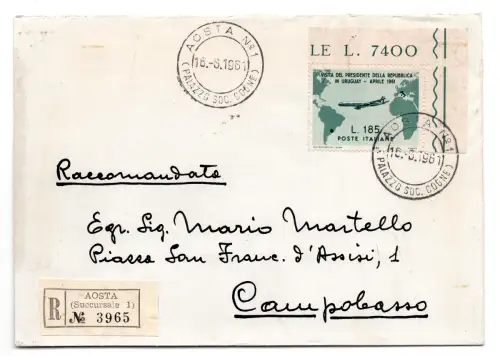 AOSTA N°1
16.-6.1961
(PALAZZO SOC. COGNE)
LE L. 7400
VISITA DEL PRESIDENTE DELLA REPUBBLICA
IN URUGUAY - APRILE 1961
L. 185
POSTE ITALIANE
AOSTA N°1
16.-6.1961
(PALAZZO SOC. COGNE)
Raccomandata
Egr. Sig. Mario Martello
Piazza San Franc. d'Assisi, 1
Campobasso
R
AOSTA
(Succursale 1)
№ 3965